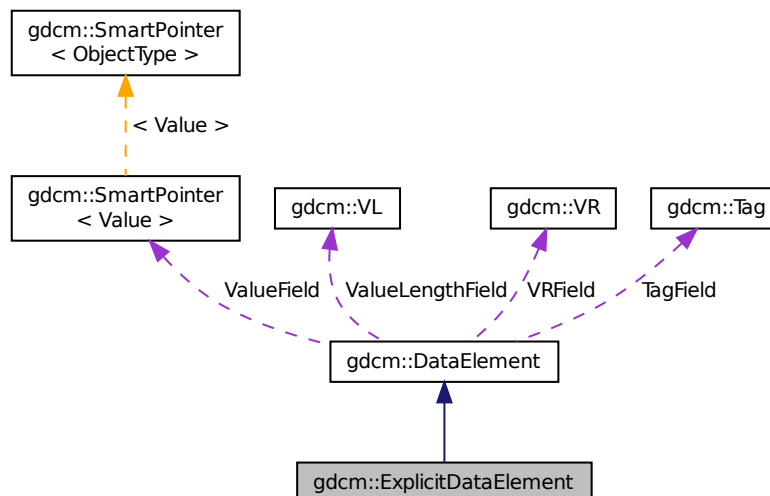 gdcm::SmartPointer
< ObjectType >
< Value >
gdcm::SmartPointer
< Value >
gdcm::VL
gdcm::VR
gdcm::Tag
ValueField
ValueLengthField
VRField
TagField
gdcm::DataElement
gdcm::ExplicitDataElement